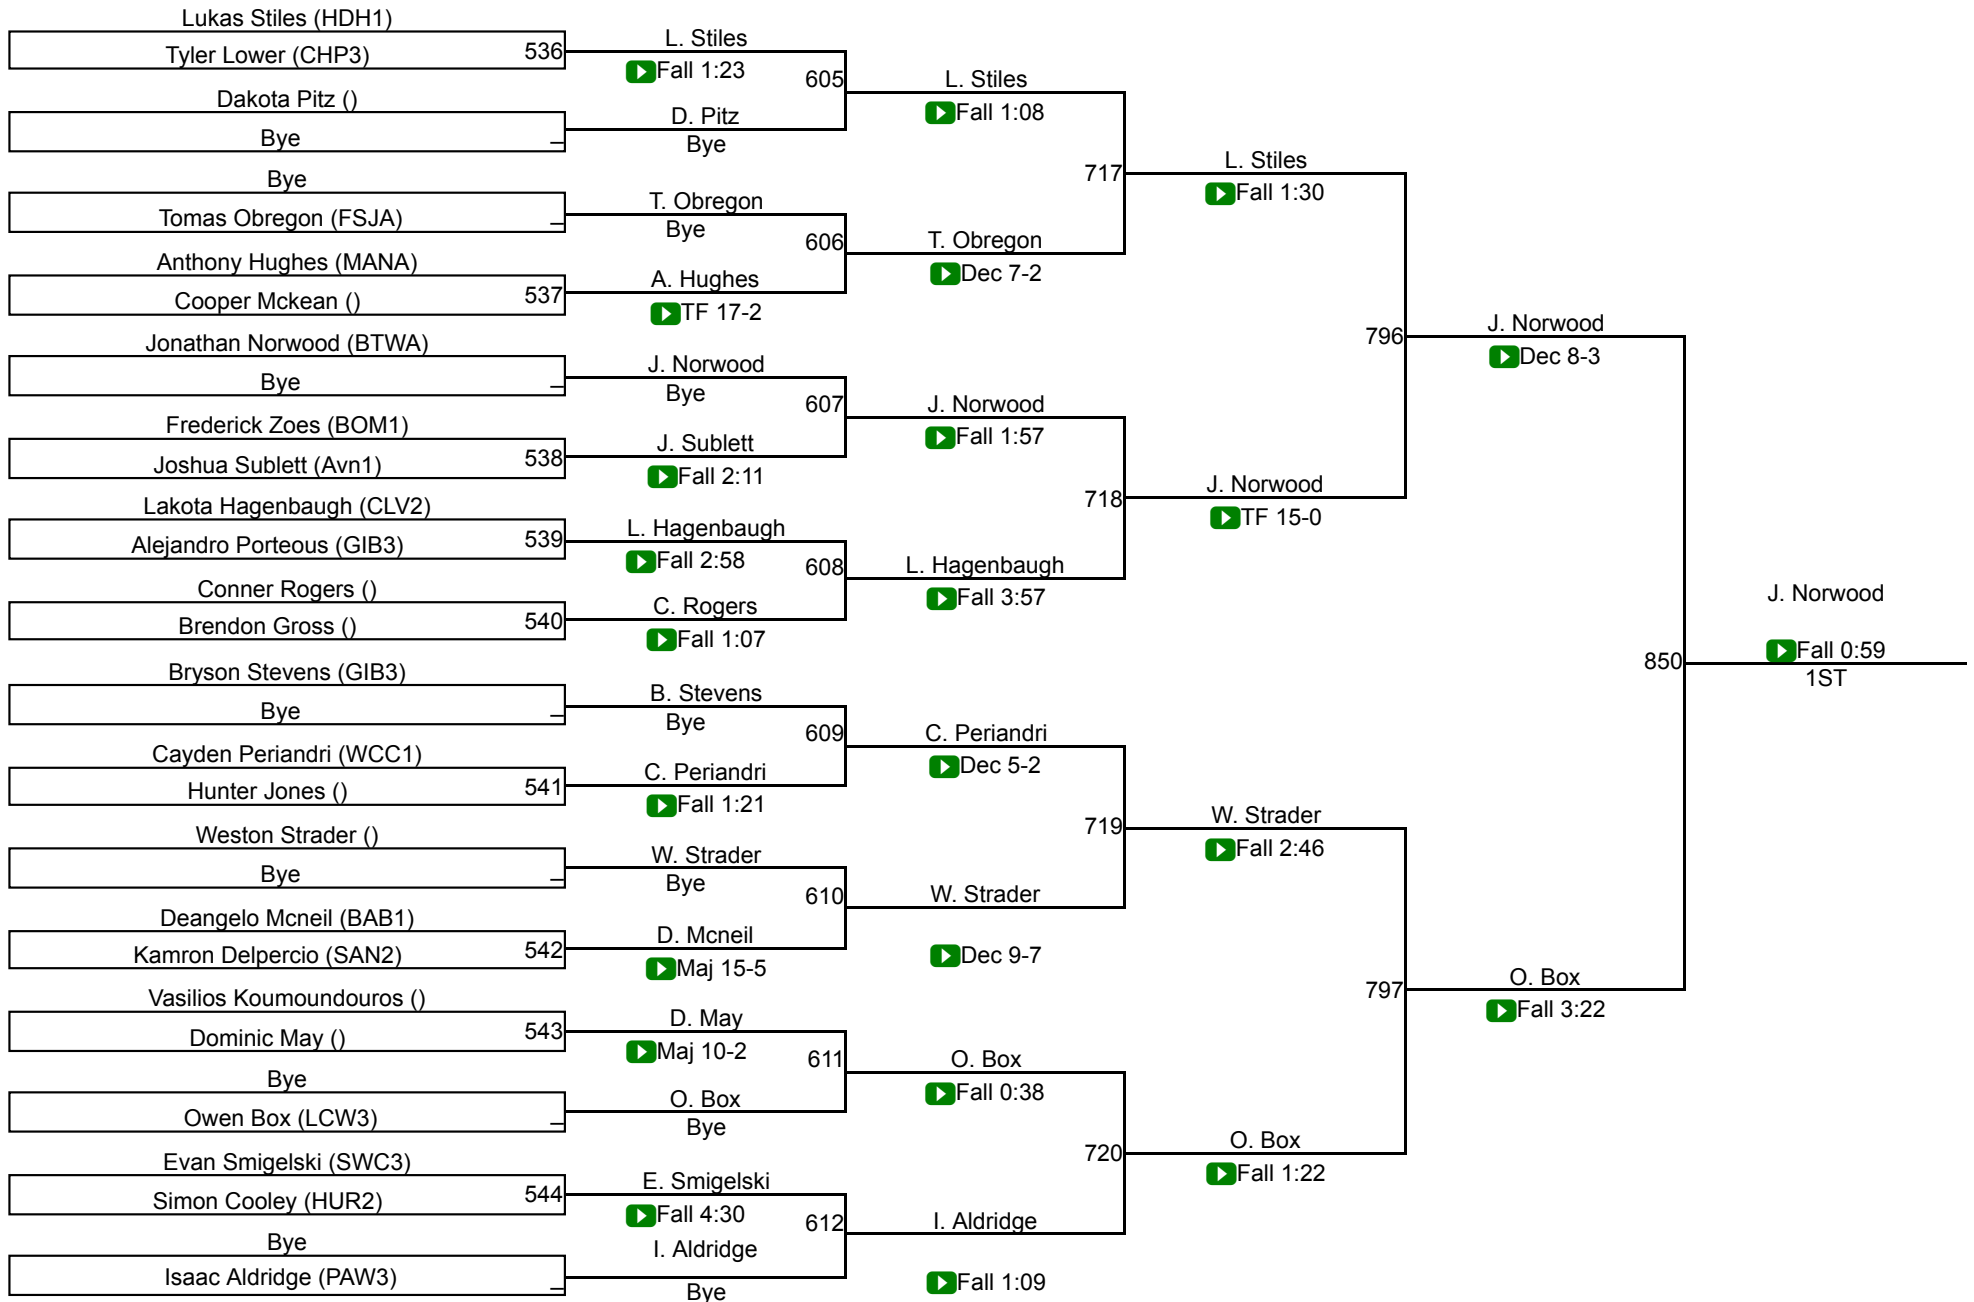 Lukas Stiles (HDH1)
Tyler Lower (CHP3)
536
Dakota Pitz ()
Bye
Bye
Tomas Obregon (FSJA)
Anthony Hughes (MANA)
Cooper Mckean ()
537
Jonathan Norwood (BTWA)
Bye
Frederick Zoes (BOM1)
Joshua Sublett (Avn1)
538
Lakota Hagenbaugh (CLV2)
Alejandro Porteous (GIB3)
539
Conner Rogers ()
Brendon Gross ()
540
Bryson Stevens (GIB3)
Bye
Cayden Periandri (WCC1)
Hunter Jones ()
541
Weston Strader ()
Bye
Deangelo Mcneil (BAB1)
Kamron Delpercio (SAN2)
542
Vasilios Koumoundouros ()
Dominic May ()
543
Bye
Owen Box (LCW3)
Evan Smigelski (SWC3)
Simon Cooley (HUR2)
544
Bye
Isaac Aldridge (PAW3)
L. Stiles
Fall 1:23
605
D. Pitz
Bye
T. Obregon
Bye
606
A. Hughes
TF 17-2
J. Norwood
Bye
607
J. Sublett
Fall 2:11
L. Hagenbaugh
Fall 2:58
608
C. Rogers
Fall 1:07
B. Stevens
Bye
609
C. Periandri
Fall 1:21
W. Strader
Bye
610
D. Mcneil
Maj 15-5
D. May
Maj 10-2
611
O. Box
Bye
E. Smigelski
Fall 4:30
612
I. Aldridge
Bye
L. Stiles
Fall 1:08
717
T. Obregon
Dec 7-2
J. Norwood
Fall 1:57
718
L. Hagenbaugh
Fall 3:57
C. Periandri
Dec 5-2
719
W. Strader
Dec 9-7
O. Box
Fall 0:38
720
I. Aldridge
Fall 1:09
L. Stiles
Fall 1:30
796
J. Norwood
TF 15-0
W. Strader
Fall 2:46
797
O. Box
Fall 1:22
J. Norwood
Dec 8-3
850
O. Box
Fall 3:22
J. Norwood
Fall 0:59
1ST